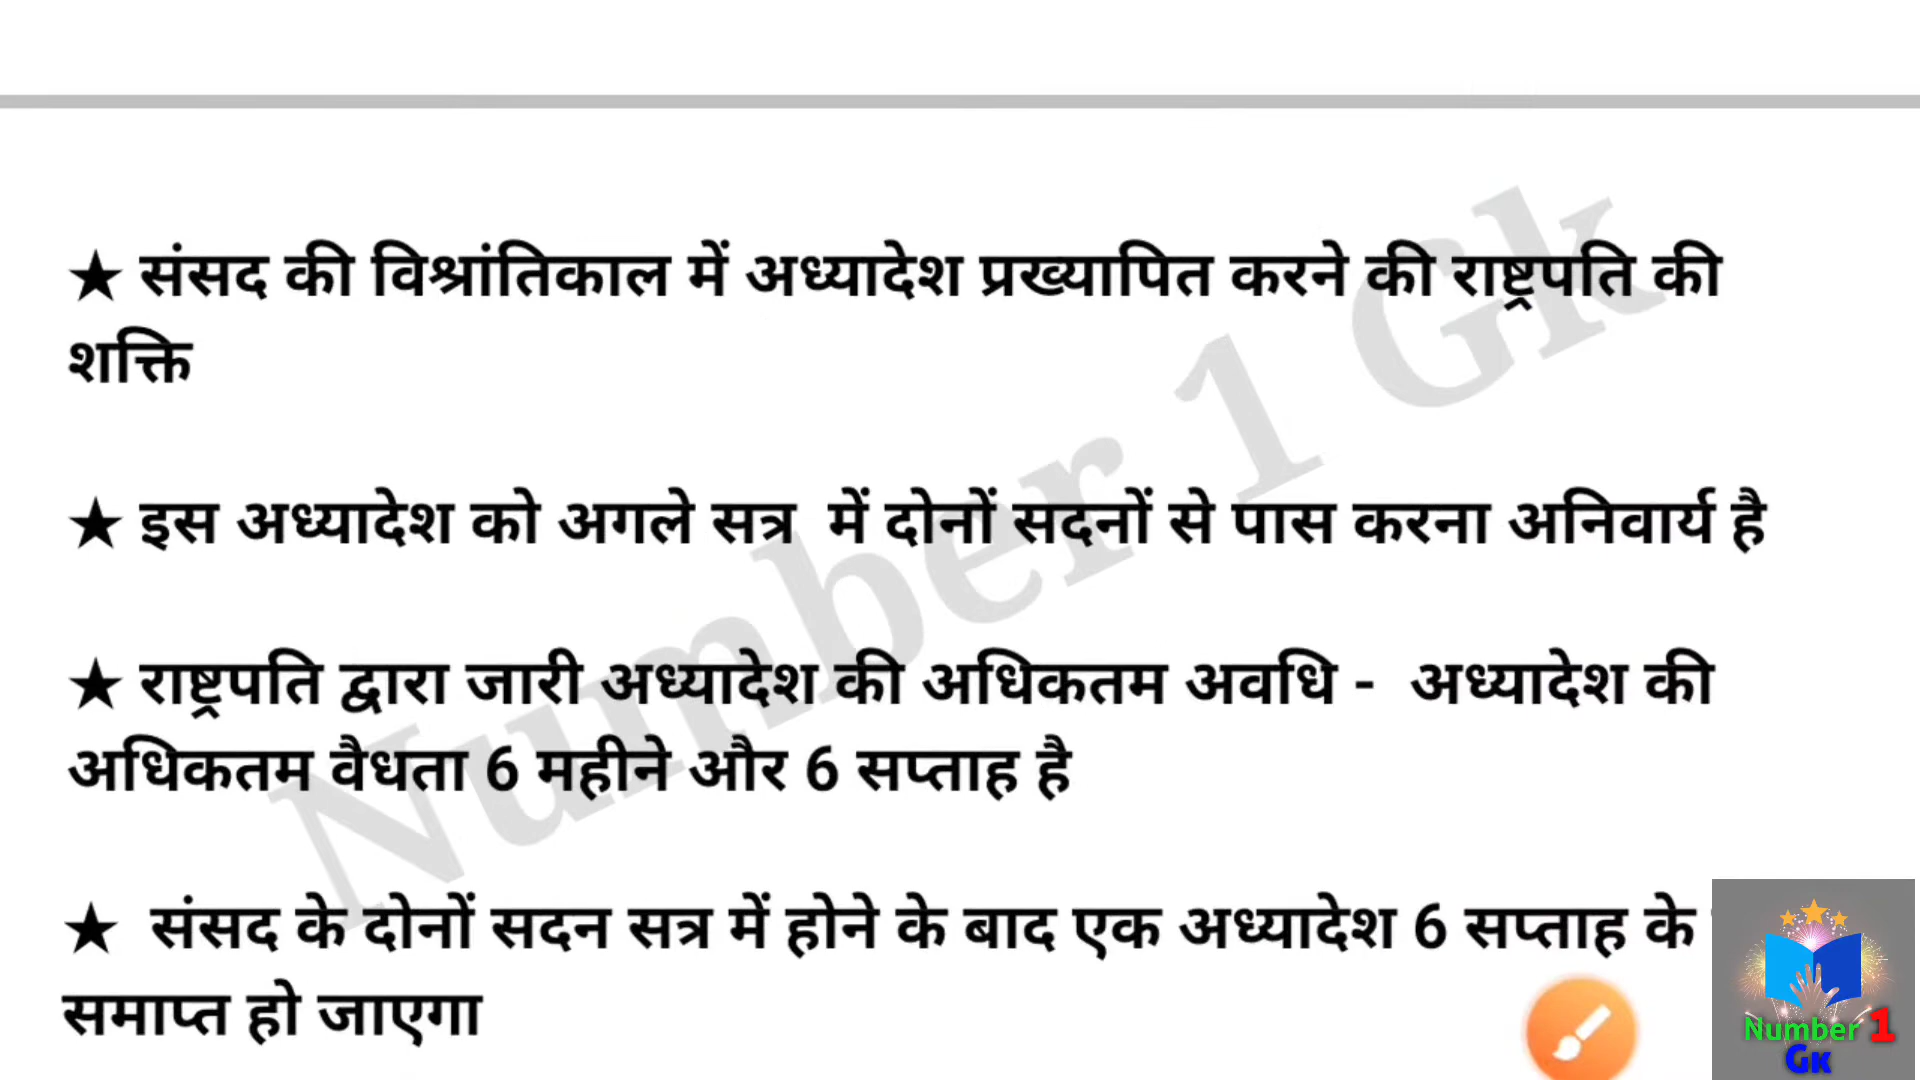 ★ संसद की विश्रांतिकाल में अध्यादेश प्रख्यापित करने की राष्ट्रपति की
शक्ति
★ इस अध्यादेश को अगले सत्र में दोनों सदनों से पास करना अनिवार्य है
★ राष्ट्रपति द्वारा जारी अध्यादेश की अधिकतम अवधि - अध्यादेश की
अधिकतम वैधता 6 महीने और 6 सप्ताह है
★ संसद के दोनों सदन सत्र में होने के बाद एक अध्यादेश 6 सप्ताह के
समाप्त हो जाएगा
Number 1 Gk
Number 1
GK